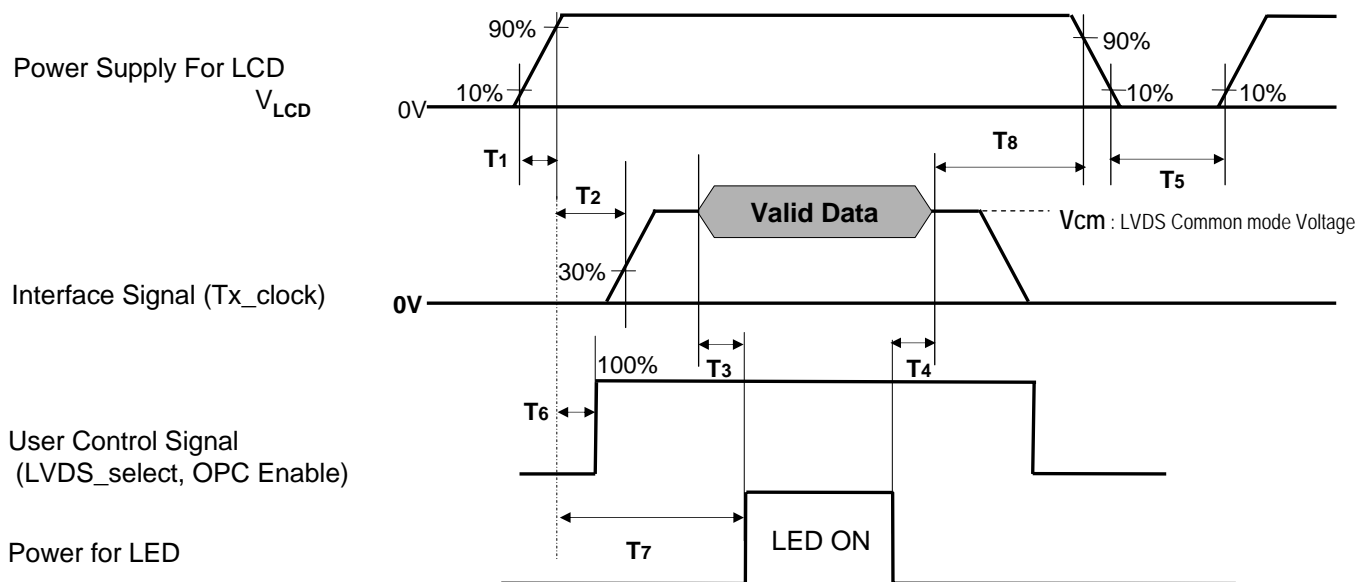 90%
90%
Power Supply For LCD
VLCD
10%
0V
10%
10%
T1
T8
T2
T5
Valid Data
Vcm : LVDS Common mode Voltage
30%
Interface Signal (Tx_clock)
0V
T3
T4
100%
T6
User Control Signal
(LVDS_select, OPC Enable)
T7
LED ON
Power for LED